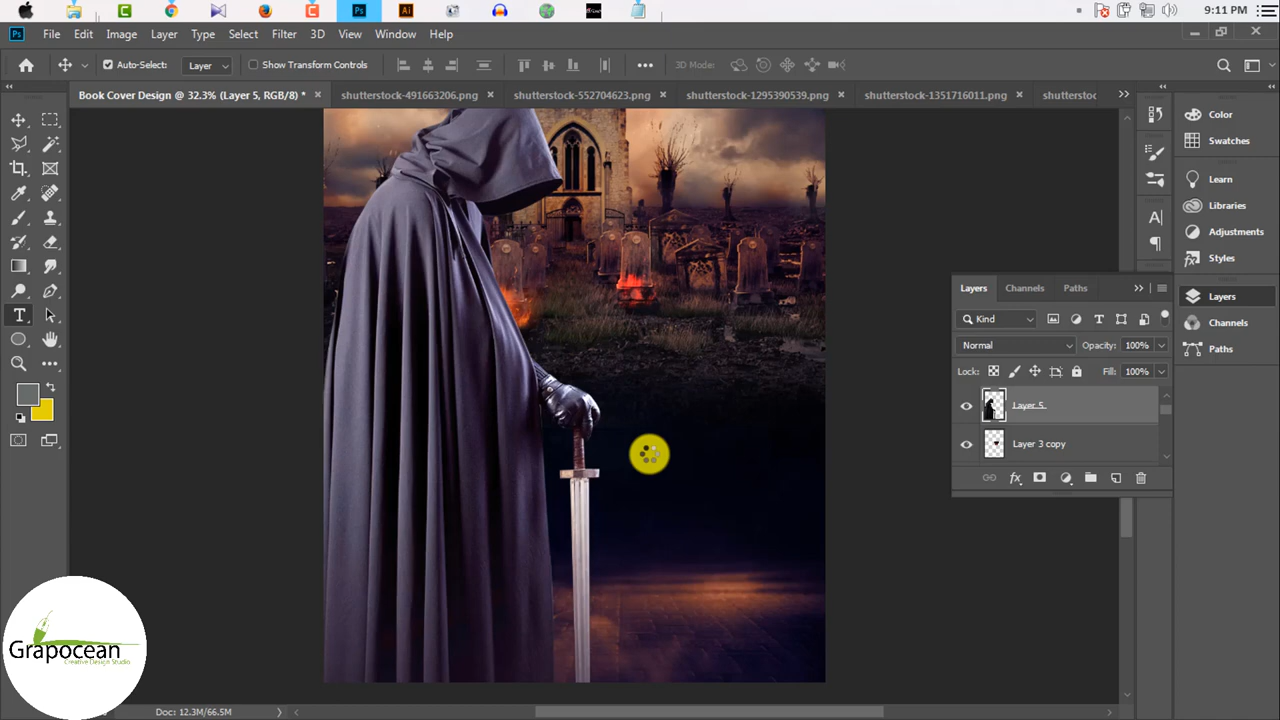 9:11 PM
File Edit Image Layer Type Select Filter 3D View Window Help
Auto-Select: Layer Show Transform Controls 3D Mode:
Book Cover Design @ 32.3% (Layer 5, RGB/8) * shutterstock-491663206.png shutterstock-552704623.png shutterstock-1295390539.png shutterstock-1351716011.png shutterstoc
Color
Swatches
Learn
Libraries
Adjustments
Styles
Layers
Channels
Paths
Layers Channels Paths
Kind
Normal Opacity: 100%
Lock: Fill: 100%
Layer 5
Layer 3 copy
Grapocean
Creative Design Studio
Doc: 12.3M/66.5M